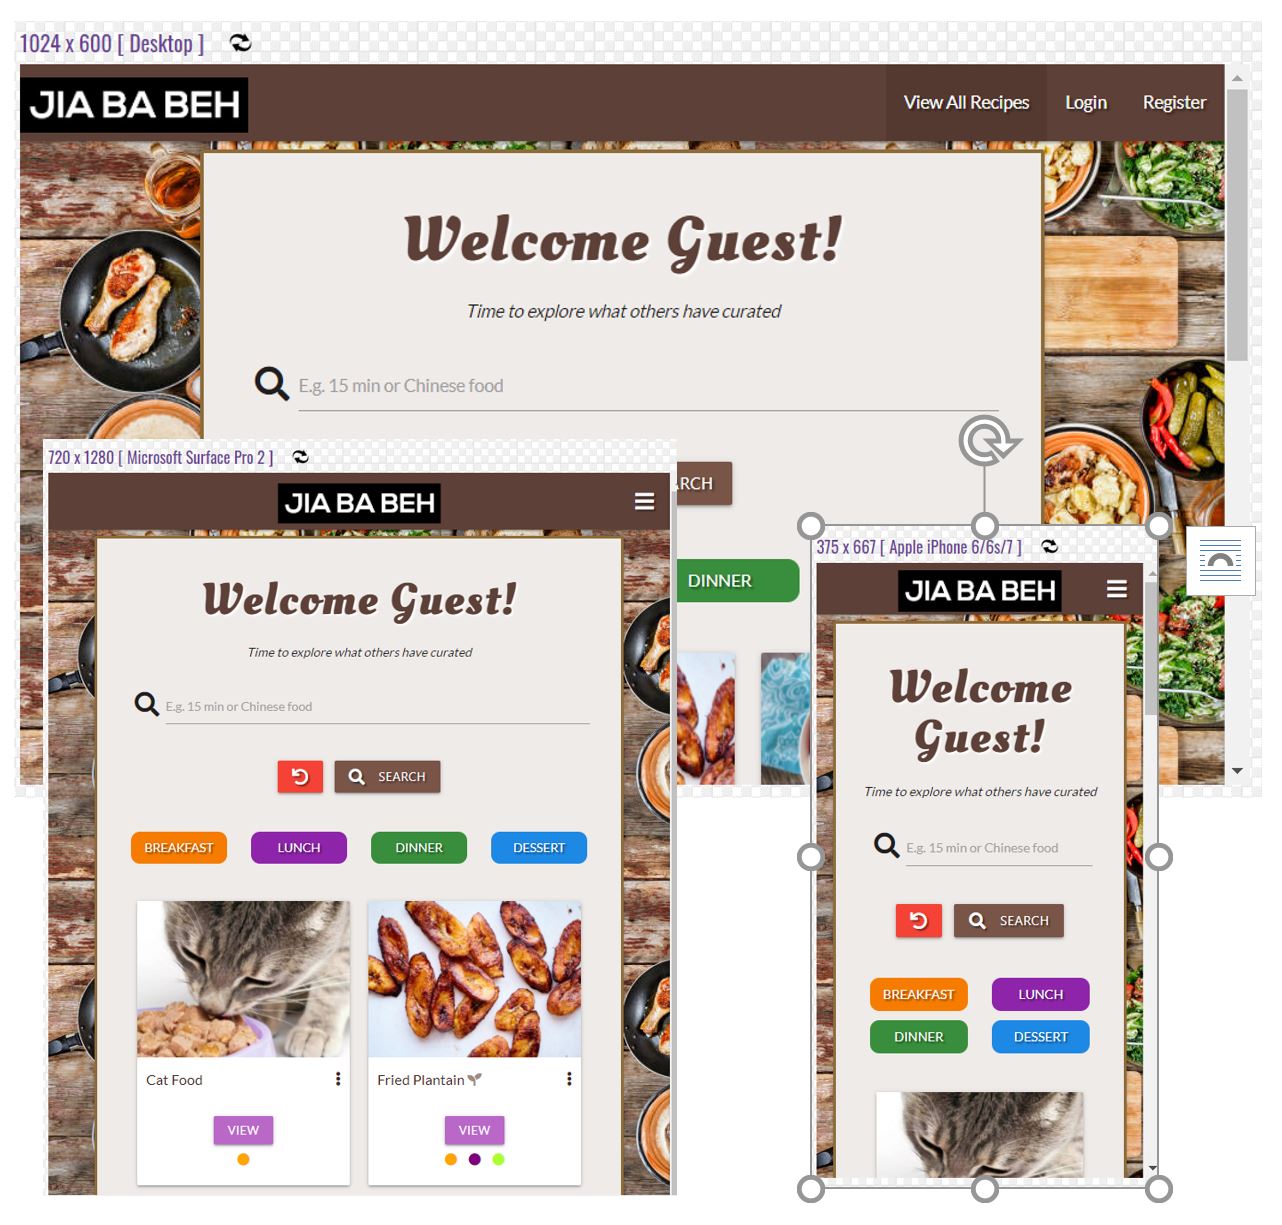 1024 x 600 [ Desktop ]
JIA BA BEH
View All Recipes Login Register
Welcome Guest!
Time to explore what others have curated
E.g. 15 min or Chinese food
DINNER
720 x 1280 [ Microsoft Surface Pro 2 ]
JIA BA BEH
Welcome Guest!
Time to explore what others have curated
E.g. 15 min or Chinese food
SEARCH
BREAKFAST LUNCH DINNER DESSERT
Cat Food
Fried Plantain
VIEW
VIEW
375 x 667 [ Apple iPhone 6/6s/7 ]
JIA BA BEH
Welcome
Guest!
Time to explore what others have curated
E.g. 15 min or Chinese food
SEARCH
BREAKFAST LUNCH
DINNER DESSERT